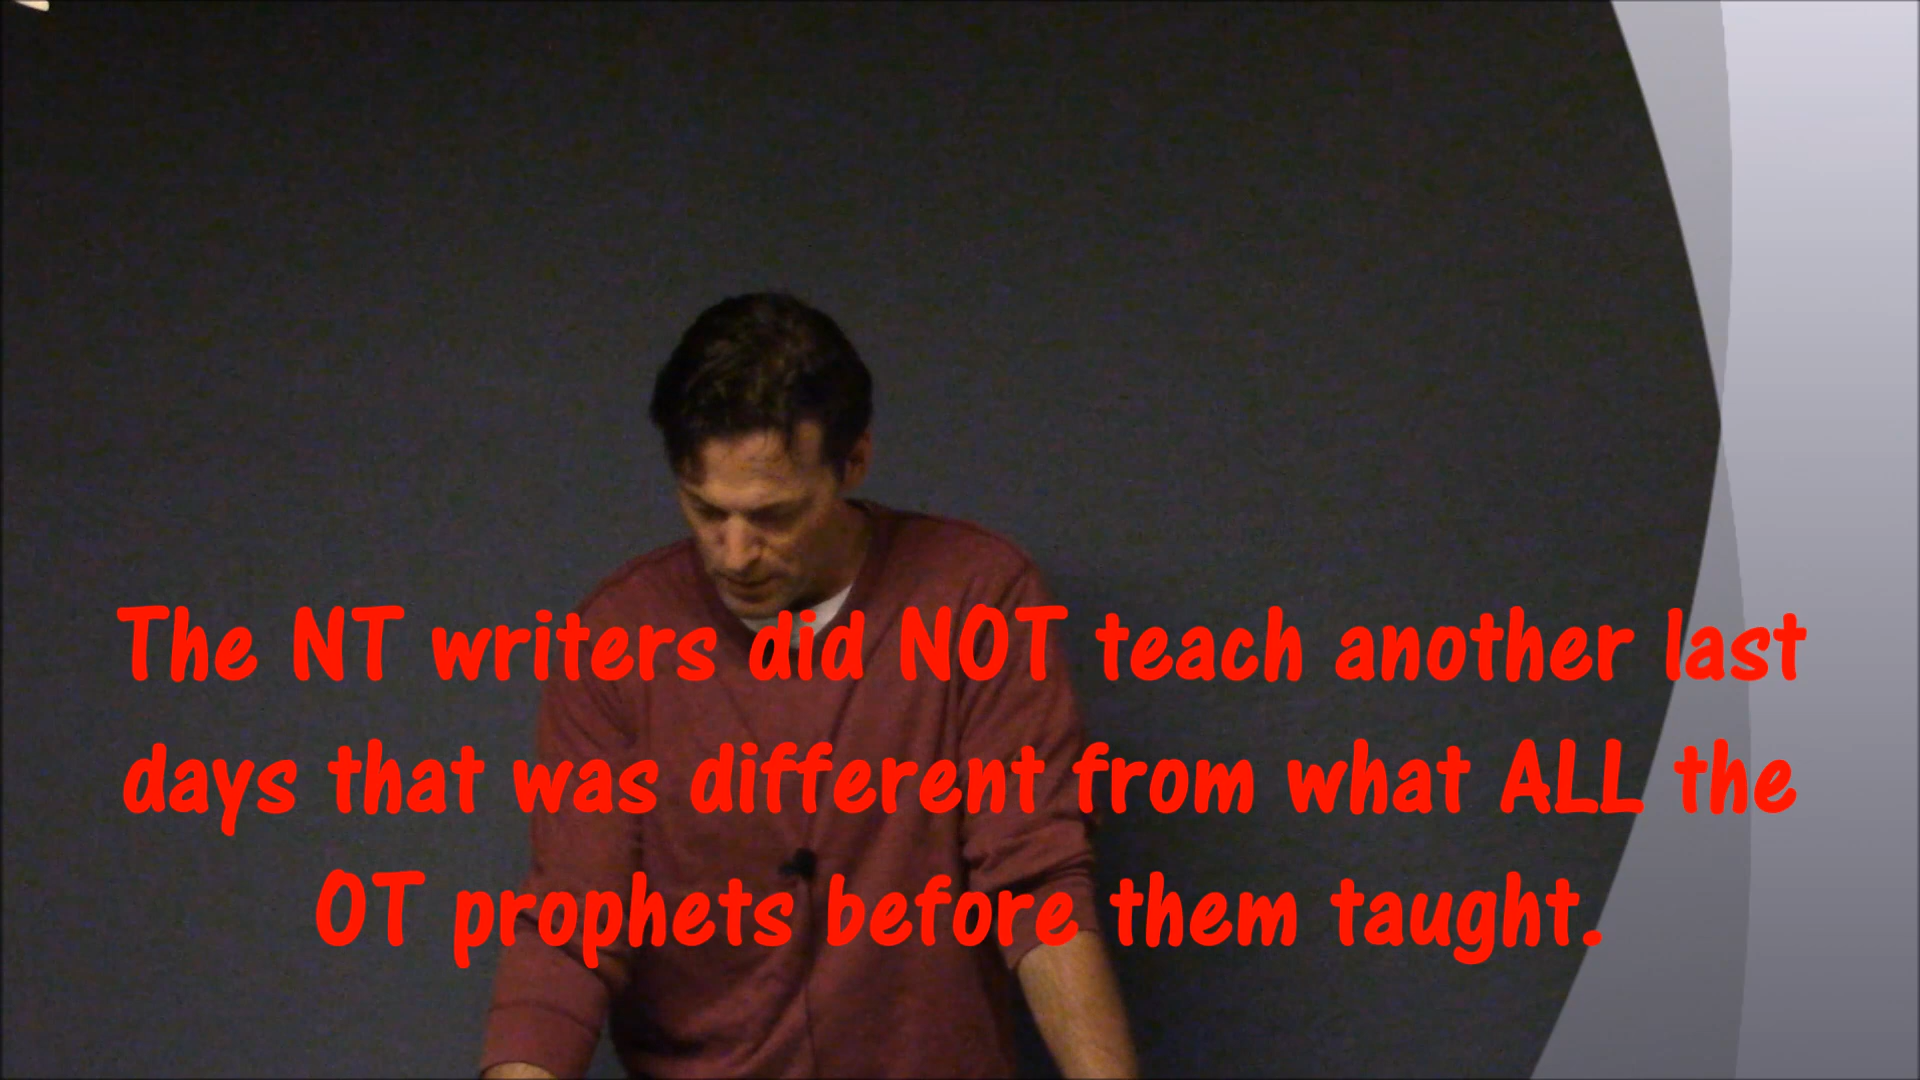 The NT writers did NOT teach another last
days that was different from what ALL the
OT prophets before them taught.